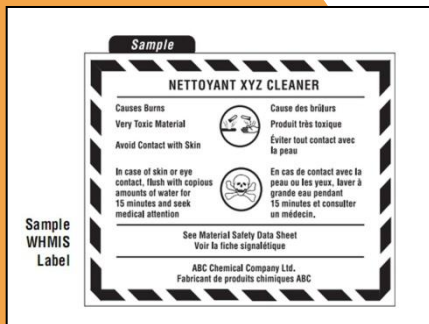 Sample
NETTOYANT XYZ CLEANER
Causes Burns
Very Toxic Material
Avoid Contact with Skin
Cause des brûlurs
Produit très toxique
Éviter tout contact avec
la peau
In case of skin or eye
contact, flush with copious
amounts of water for
15 minutes and seek
medical attention
En cas de contact avec la
peau ou les yeux, laver à
grande eau pendant
15 minutes et consulter
un médecin.
See Material Safety Data Sheet
Voir la fiche signalétique
ABC Chemical Company Ltd.
Fabricant de produits chimiques ABC
Sample
WHMIS
Label